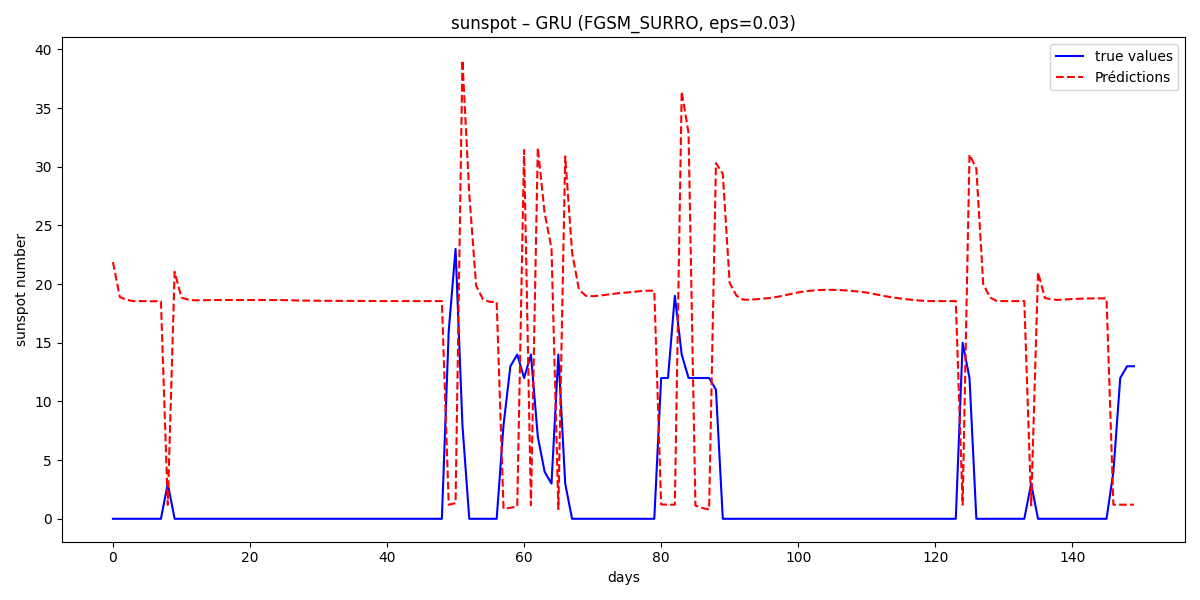 sunspot – GRU (FGSM_SURRO, eps=0.03)
true values
Prédictions
sunspot number
40
35
30
25
20
15
10
5
0
0 20 40 60 80 100 120 140
days